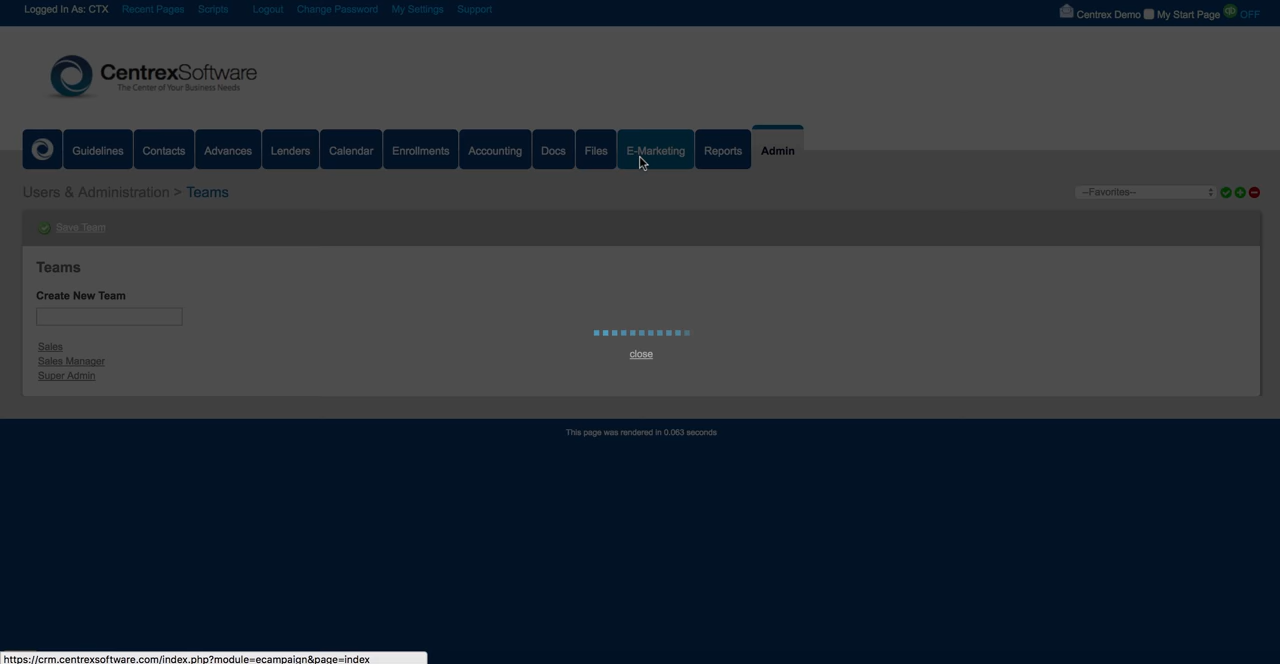 Logged In As: CTX Recent Pages Scripts Logout Change Password My Settings Support
Centrex Demo My Start Page qb OFF
CentrexSoftware
The Center of Your Business Needs
Guidelines Contacts Advances Lenders Calendar Enrollments Accounting Docs Files E-Marketing Reports Admin
Users & Administration > Teams
--Favorites--
Save Team
Teams
Create New Team
Sales
Sales Manager
Super Admin
close
This page was rendered in 0.063 seconds
https://crm.centrexsoftware.com/index.php?module=ecampaign&page=index